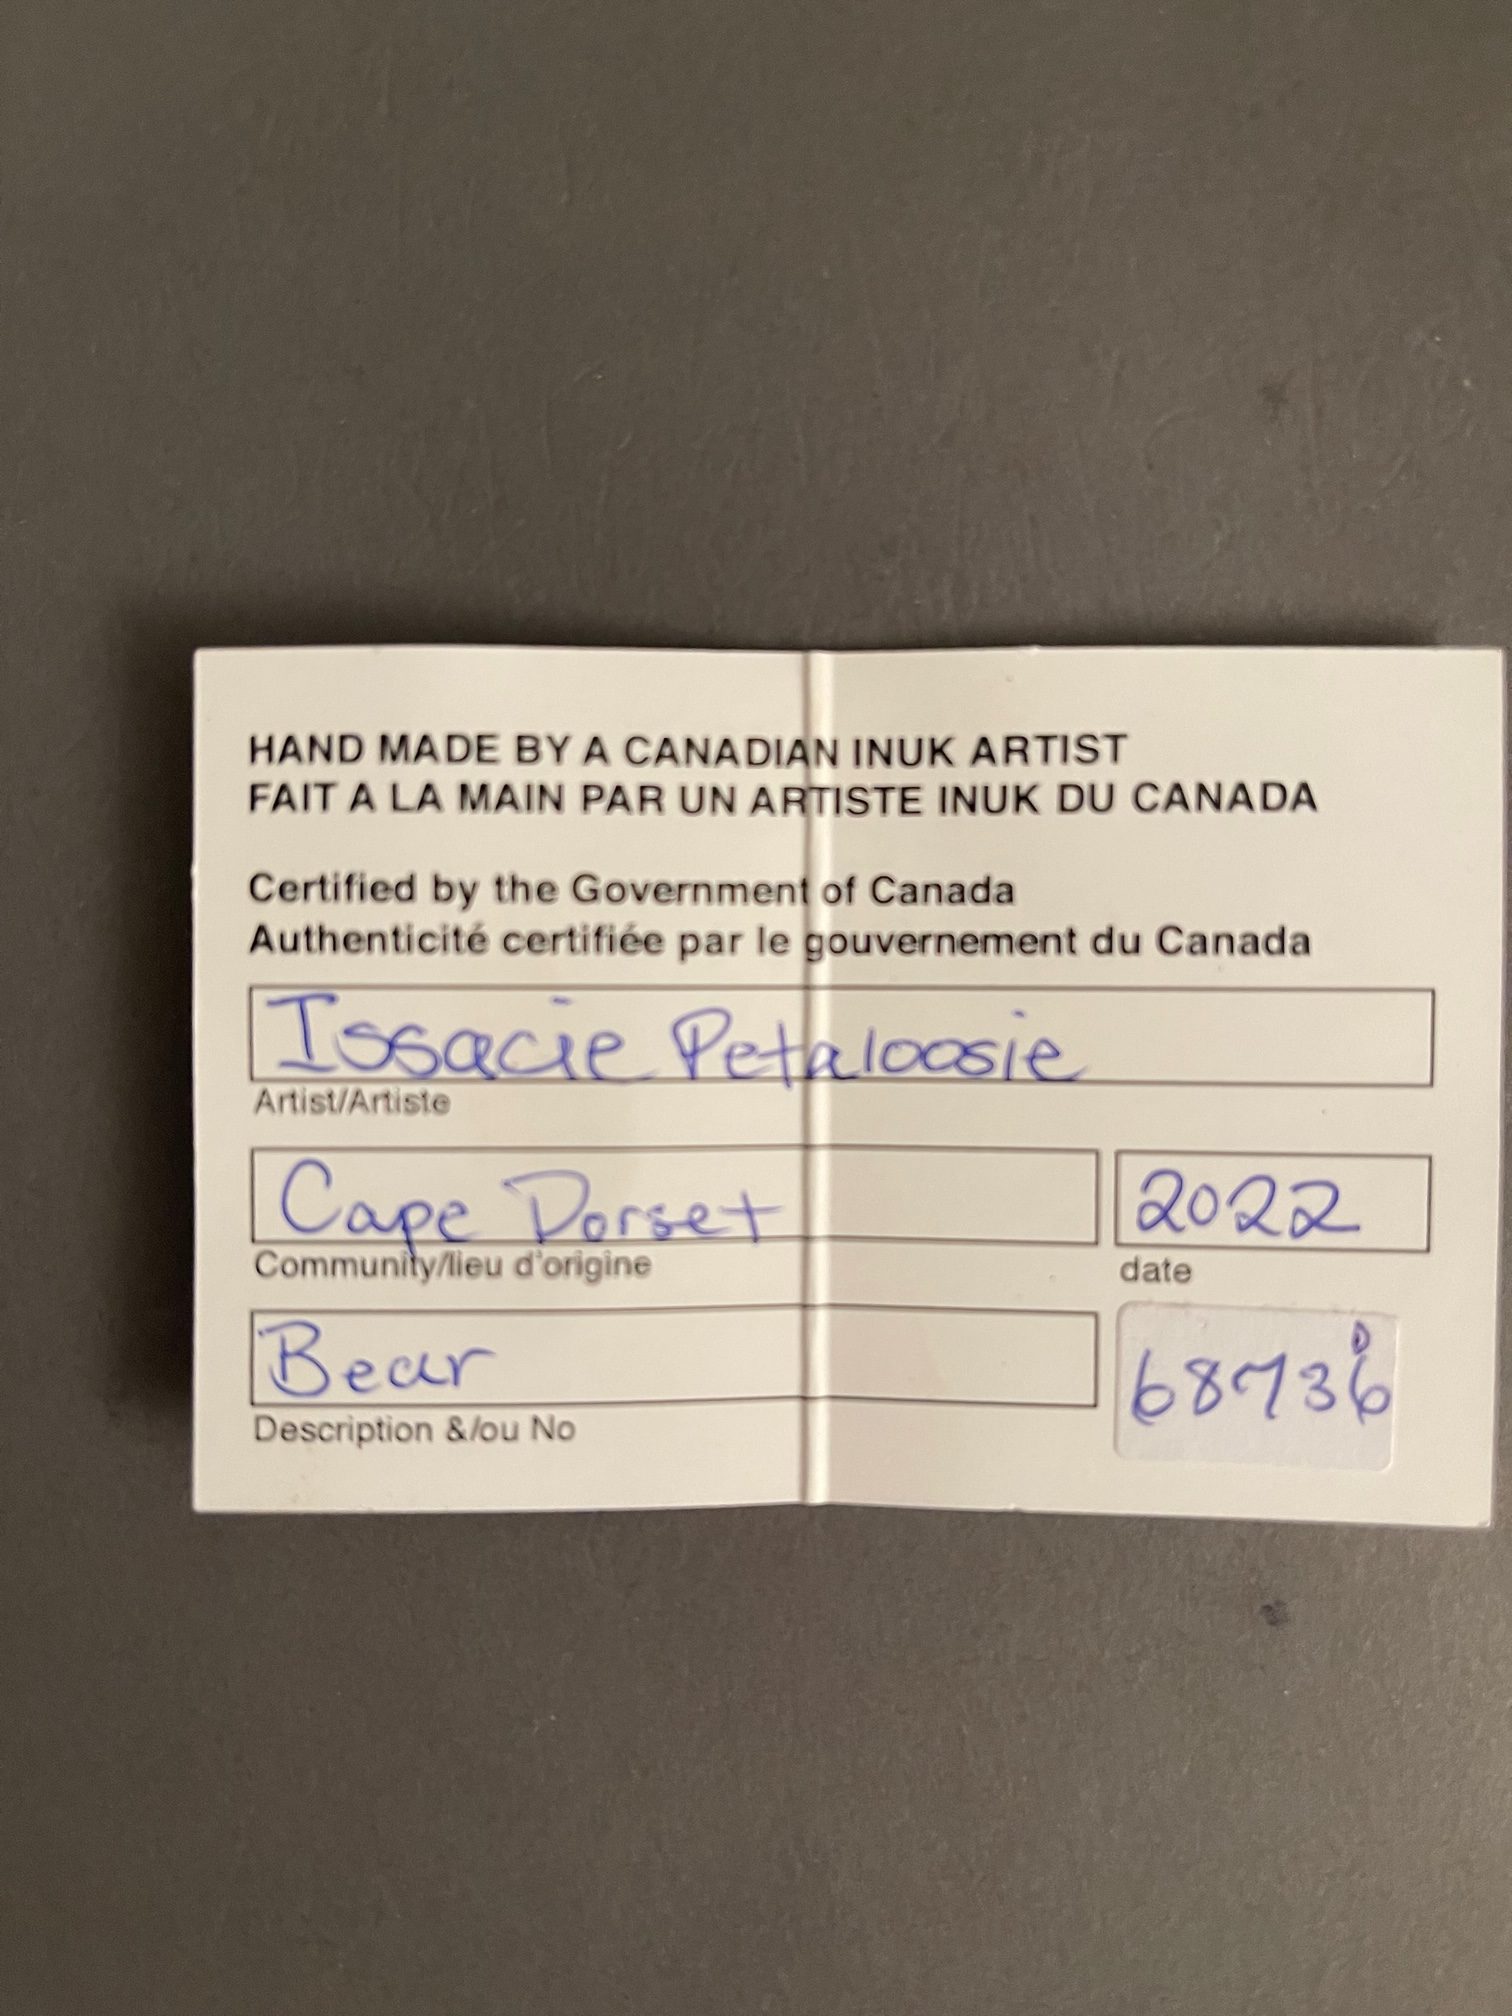 HAND MADE BY A CANADIAN INUK ARTIST
FAIT A LA MAIN PAR UN ARTISTE INUK DU CANADA
Certified by the Government of Canada
Authenticité certifiée par le gouvernement du Canada
Issacie Petaloosie
Artist/Artiste
Cape Dorset 2022
Community/lieu d'origine date
Bear 68736
Description &/ou No